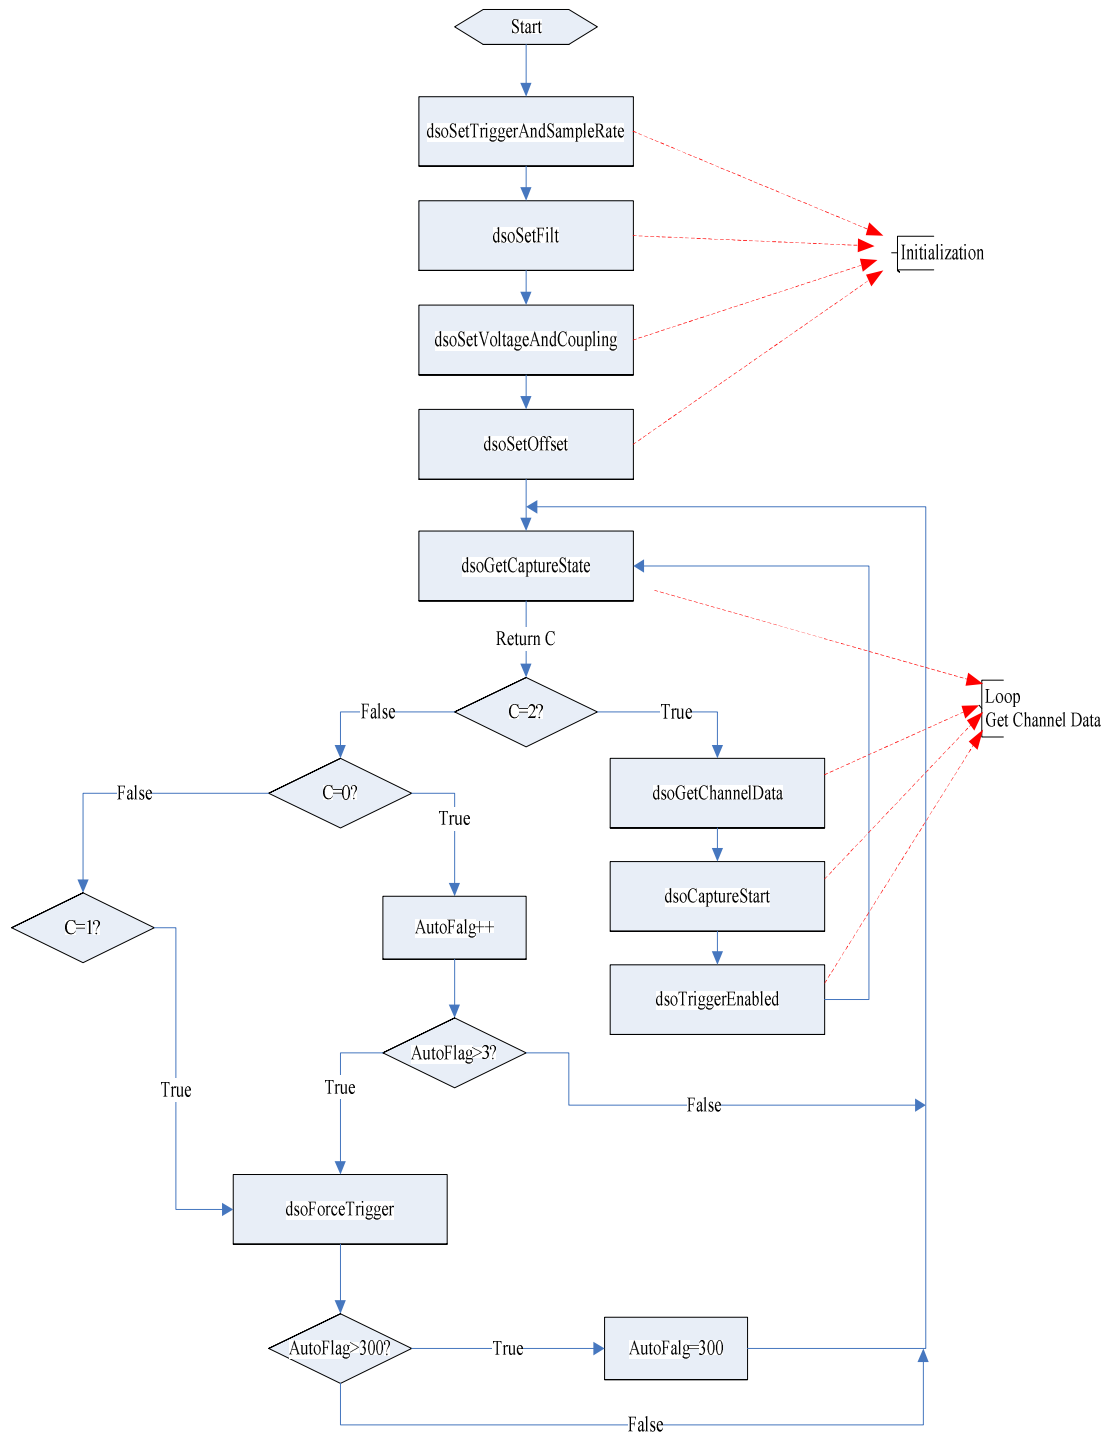 Start
dsoSetTriggerAndSampleRate
dsoSetFilt
Initialization
dsoSetVoltageAndCoupling
dsoSetOffset
dsoGetCaptureState
Return C
C=2?
False
True
Loop
Get Channel Data
C=0?
False
True
dsoGetChannelData
dsoCaptureStart
C=1?
AutoFalg++
dsoTriggerEnabled
AutoFlag>3?
True
True
False
dsoForceTrigger
AutoFlag>300?
True
AutoFalg=300
False